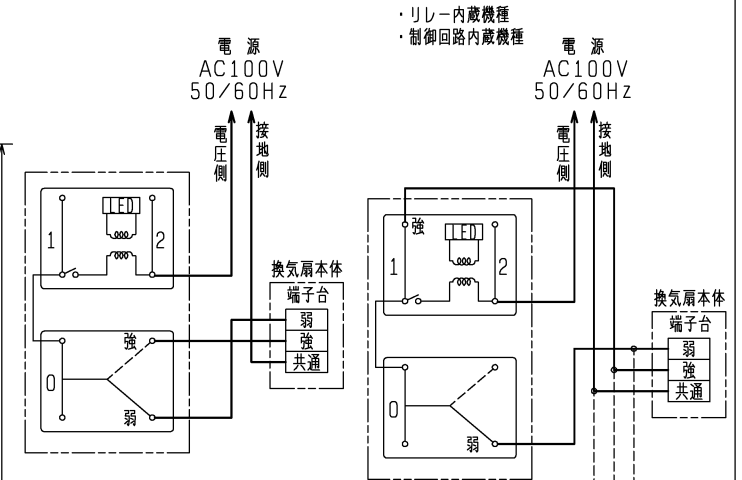 ・リレー内蔵機種
・制御回路内蔵機種
電 源
AC100V
50/60Hz
電圧側
接地側
LED
1
2
強
0
弱
換気扇本体
端子台
弱
強
共通
電 源
AC100V
50/60Hz
電圧側
接地側
強
LED
1
2
0
弱
換気扇本体
端子台
弱
強
共通